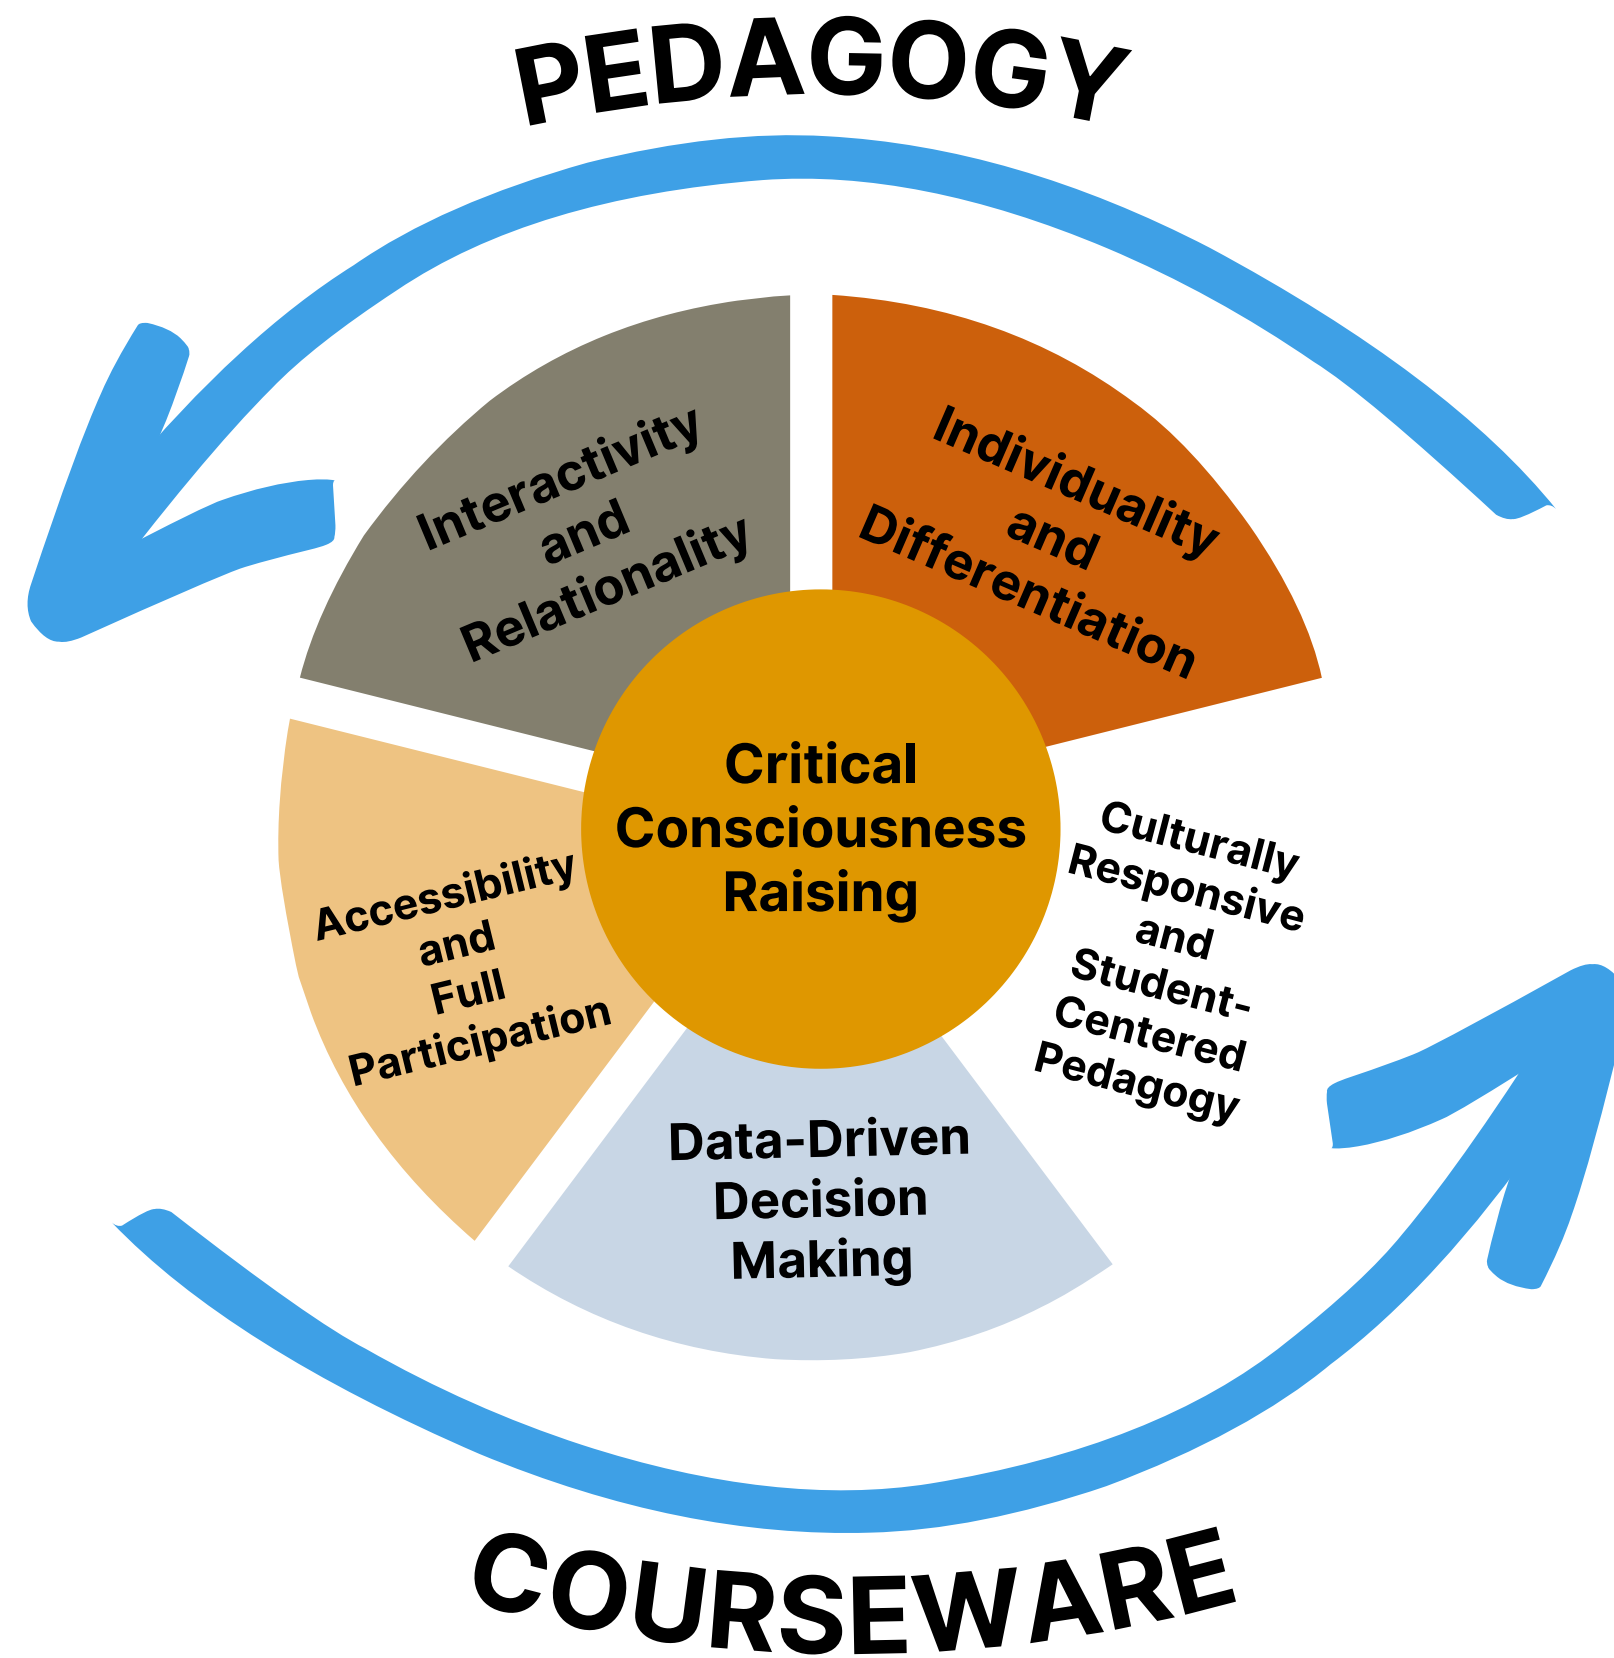 PEDAGOGY
Interactivity
and
Relationality
Individuality
and
Differentiation
Critical
Consciousness
Raising
Culturally
Responsive
and
Student-
Centered
Pedagogy
Accessibility
and
Full
Participation
Data-Driven
Decision
Making
COURSEWARE